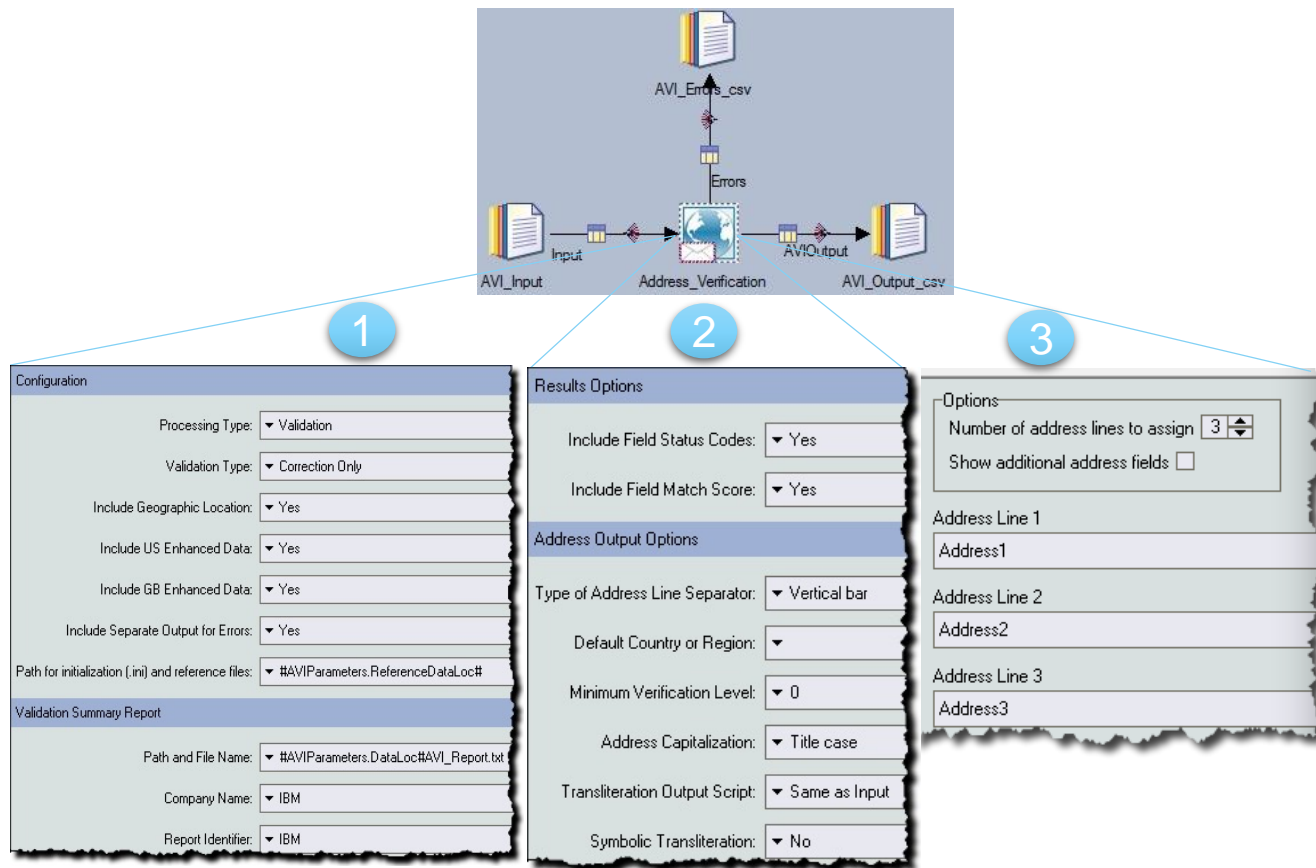 AVI_Errors_csv
Errors
Input
AVIOutput
AVI_Input
Address_Verification
AVI_Output_csv
1
2
3
Configuration
Processing Type: Validation
Validation Type: Correction Only
Include Geographic Location: Yes
Include US Enhanced Data: Yes
Include GB Enhanced Data: Yes
Include Separate Output for Errors: Yes
Path for initialization (.ini) and reference files: #AVIParameters.ReferenceDataLoc#
Validation Summary Report
Path and File Name: #AVIParameters.DataLoc#AVI_Report.txt
Company Name: IBM
Report Identifier: IBM
Results Options
Include Field Status Codes: Yes
Include Field Match Score: Yes
Address Output Options
Type of Address Line Separator: Vertical bar
Default Country or Region:
Minimum Verification Level: 0
Address Capitalization: Title case
Transliteration Output Script: Same as Input
Symbolic Transliteration: No
Options
Number of address lines to assign 3
Show additional address fields
Address Line 1
Address1
Address Line 2
Address2
Address Line 3
Address3